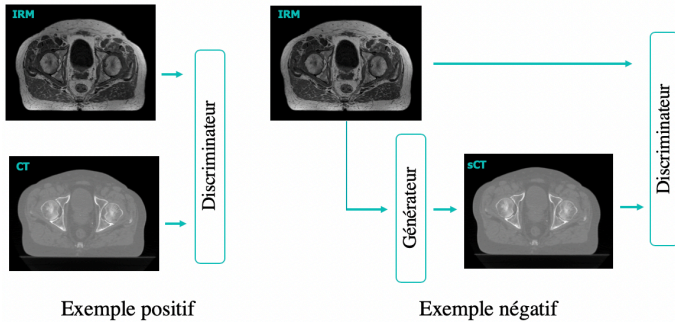 IRM
CT
Discriminateur
Exemple positif
IRM
Générateur
sCT
Discriminateur
Exemple négatif